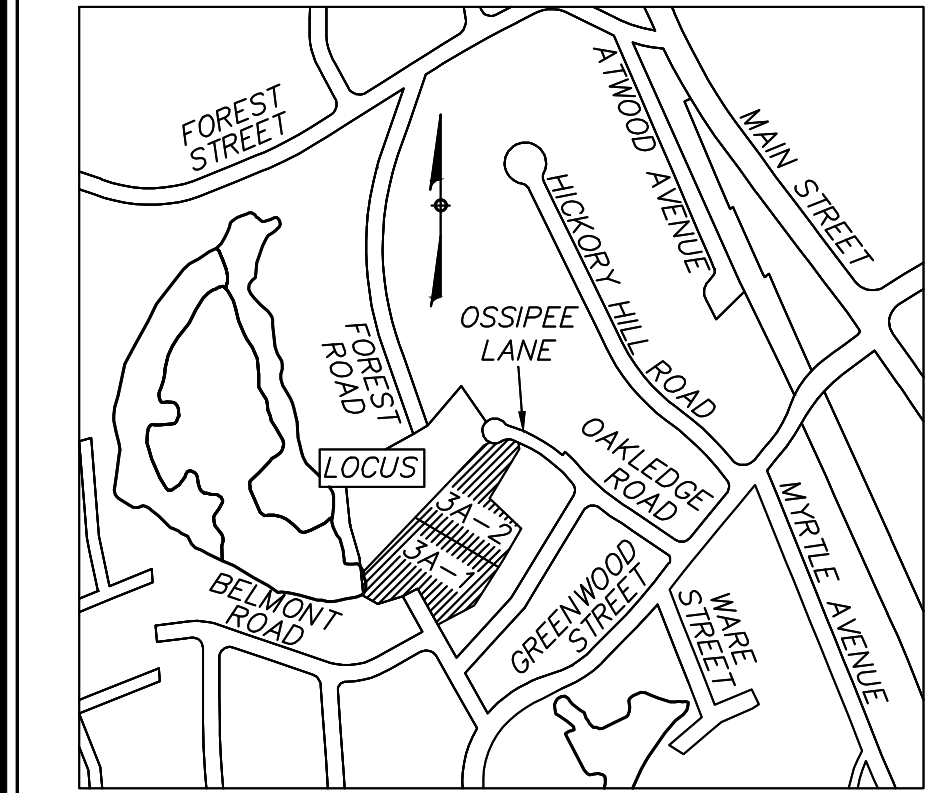 FOREST
STREET
ATWOOD AVENUE
MAIN STREET
HICKORY HILL ROAD
OSSIPEE
LANE
FOREST
ROAD
OAKLEDGE
ROAD
LOCUS
3A-2
3A-1
MYRTLE AVENUE
BELMONT
ROAD
GREENWOOD
STREET
WARE
STREET